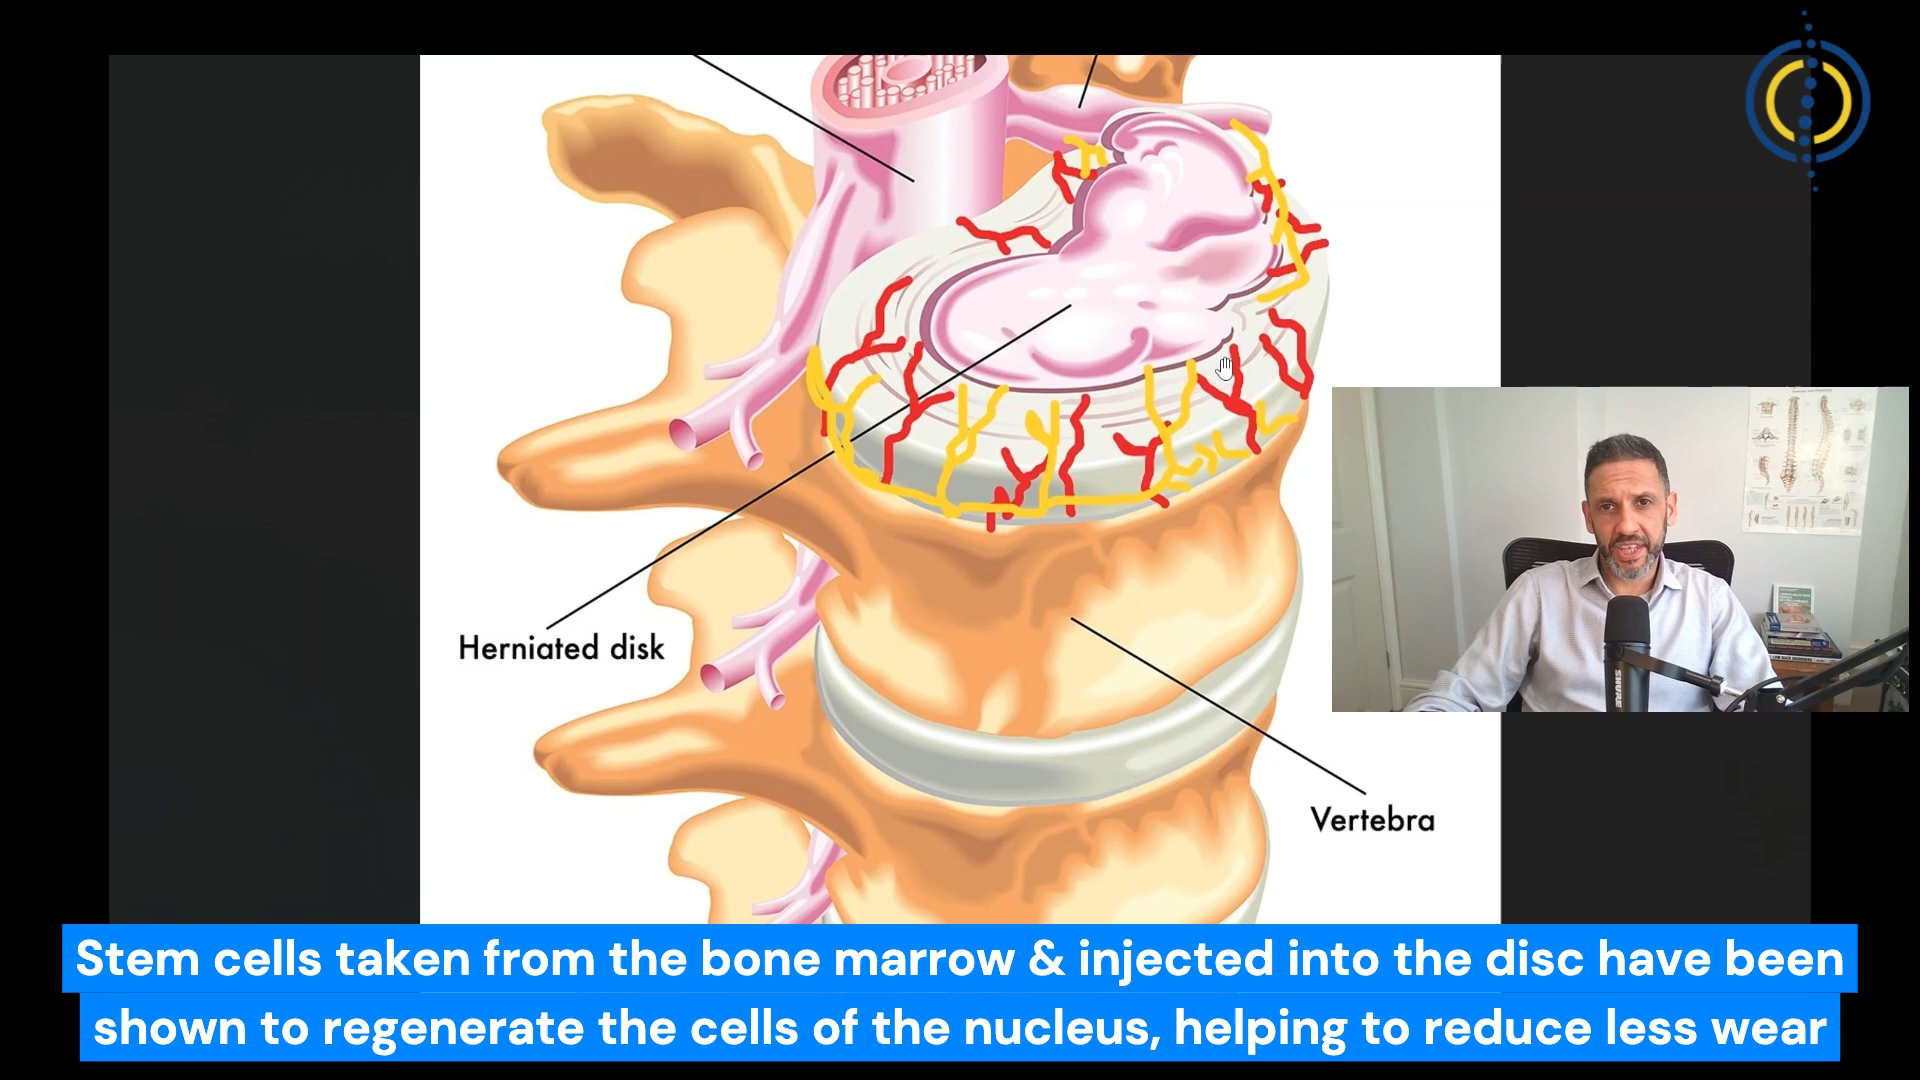 Herniated disk
Vertebra
SHURE
Stem cells taken from the bone marrow & injected into the disc have been
shown to regenerate the cells of the nucleus, helping to reduce less wear